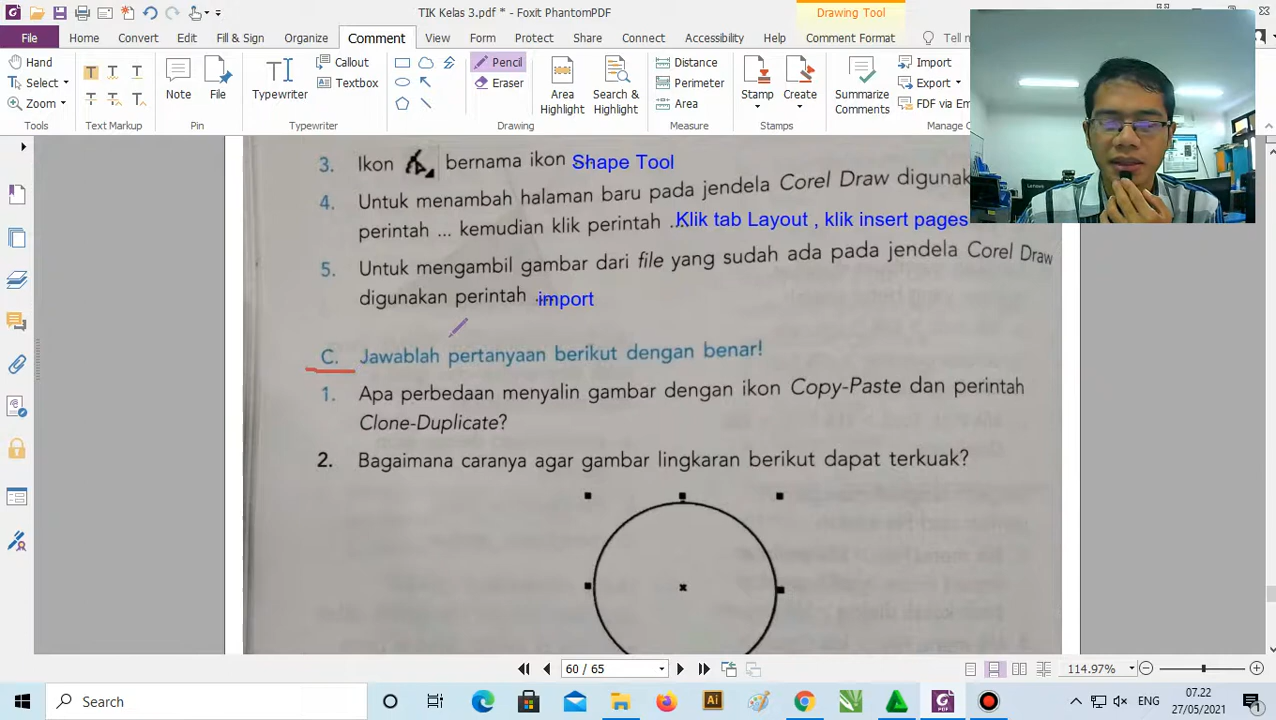 TIK Kelas 3.pdf * - Foxit PhantomPDF
Drawing Tool
File Home Convert Edit Fill & Sign Organize Comment View Form Protect Share Connect Accessibility Help Comment Format Tell
Hand
Select
Zoom
Tools
Text Markup
Note
File
Pin
Typewriter
Callout
Textbox
Typewriter
Pencil
Eraser
Drawing
Area Highlight
Search & Highlight
Distance
Perimeter
Area
Measure
Stamp
Create
Stamps
Summarize Comments
Import
Export
FDF via Em
Manage
3. Ikon bernama ikon Shape Tool
4. Untuk menambah halaman baru pada jendela Corel Draw
perintah ... kemudian klik perintah ... Klik tab Layout , klik insert pages
5. Untuk mengambil gambar dari file yang sudah ada pada jendela Corel Draw
digunakan perintah ... import
C. Jawablah pertanyaan berikut dengan benar!
1. Apa perbedaan menyalin gambar dengan ikon Copy-Paste dan perintah
Clone-Duplicate?
2. Bagaimana caranya agar gambar lingkaran berikut dapat terkuak?
60 / 65
114.97%
Search
ENG
07.22
27/05/2021